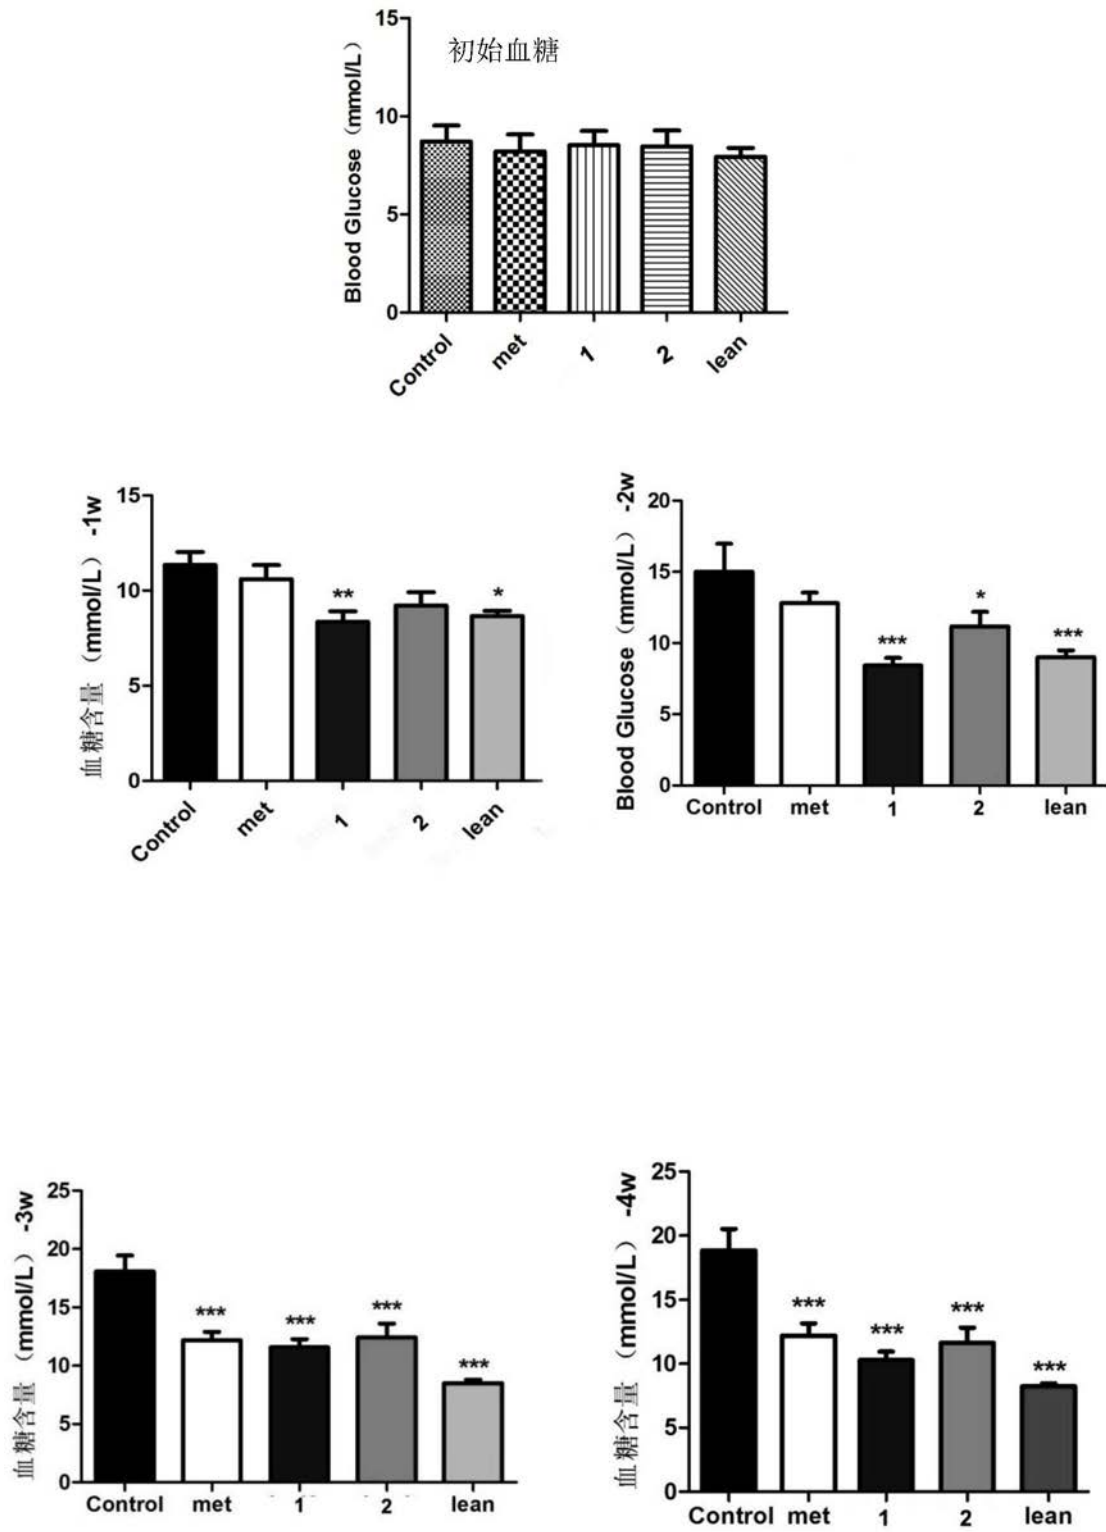 初始血糖
Blood Glucose（mmol/L）
15
10
5
0
Control
met
1
2
lean
血糖含量（mmol/L）-1w
15
10
5
0
**
*
Control
met
1
2
lean
Blood Glucose（mmol/L）-2w
20
15
10
5
0
***
*
***
Control met 1 2 lean
血糖含量（mmol/L）-3w
25
20
15
10
5
0
***
***
***
***
Control met 1 2 lean
血糖含量（mmol/L）-4w
25
20
15
10
5
0
***
***
***
***
Control met 1 2 lean